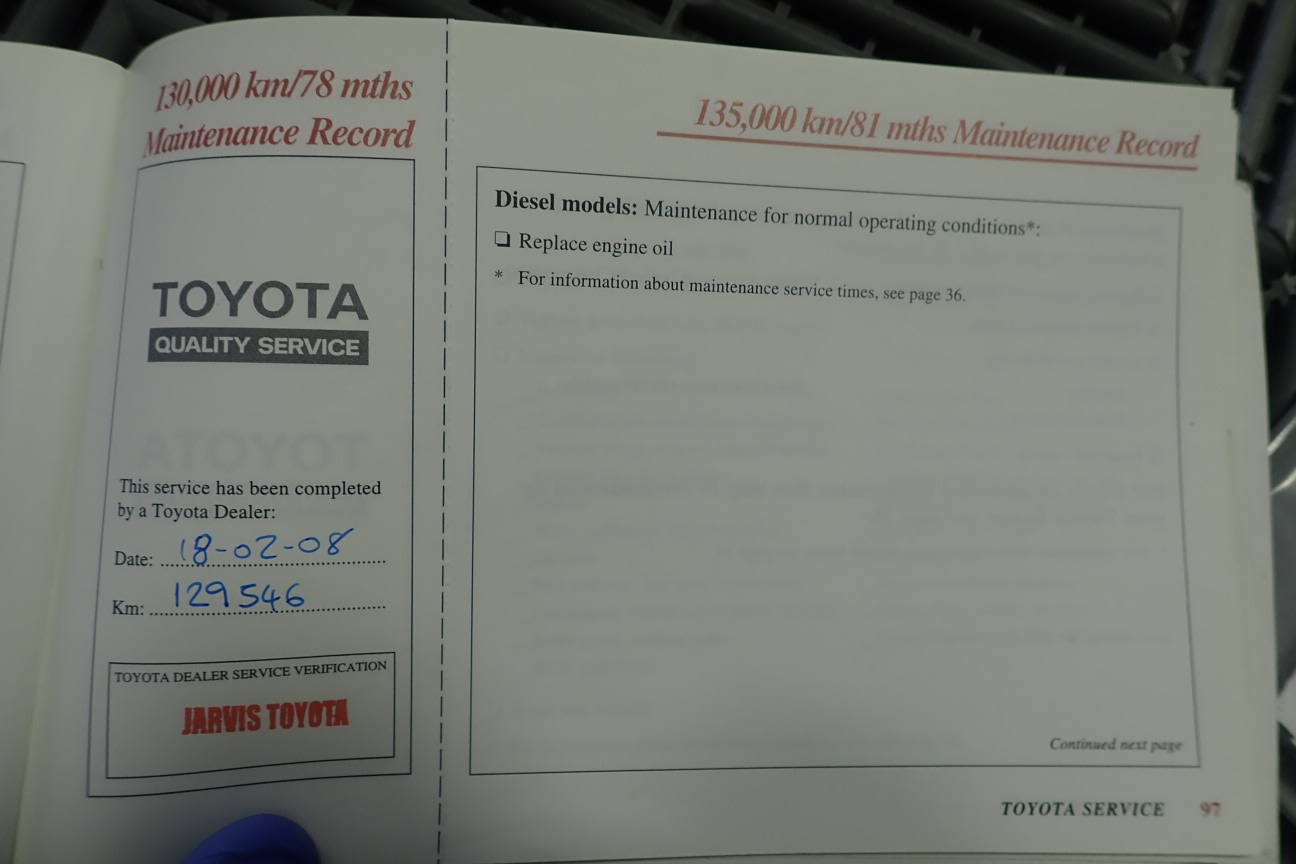 130,000 km/78 mths
Maintenance Record
TOYOTA
QUALITY SERVICE
This service has been completed
by a Toyota Dealer:
Date: 18-02-08
Km: 129546
TOYOTA DEALER SERVICE VERIFICATION
JARVIS TOYOTA
135,000 km/81 mths Maintenance Record
Diesel models: Maintenance for normal operating conditions*:
❏ Replace engine oil
* For information about maintenance service times, see page 36.
Continued next page
TOYOTA SERVICE 97